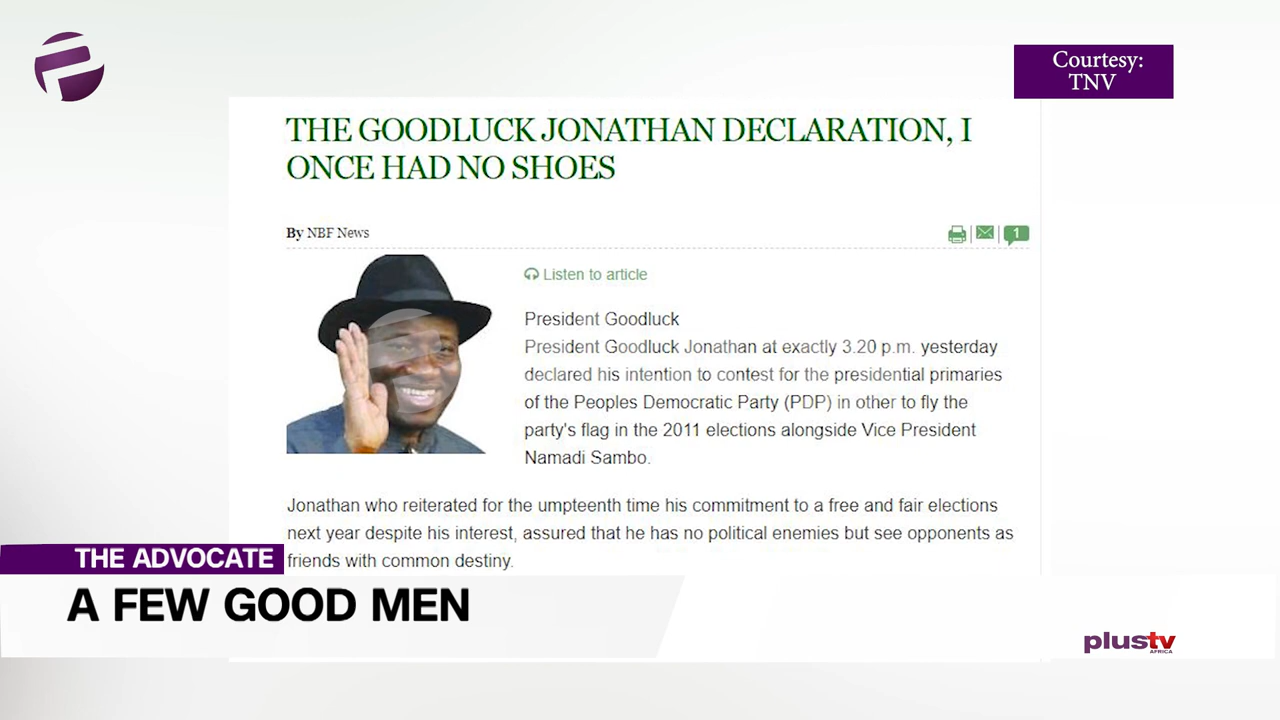 Courtesy:
TNV
THE GOODLUCK JONATHAN DECLARATION, I
ONCE HAD NO SHOES
By NBF News
1
Listen to article
President Goodluck
President Goodluck Jonathan at exactly 3.20 p.m. yesterday
declared his intention to contest for the presidential primaries
of the Peoples Democratic Party (PDP) in other to fly the
party's flag in the 2011 elections alongside Vice President
Namadi Sambo.
Jonathan who reiterated for the umpteenth time his commitment to a free and fair elections
next year despite his interest, assured that he has no political enemies but see opponents as
friends with common destiny.
THE ADVOCATE
A FEW GOOD MEN
plustv
AFRICA